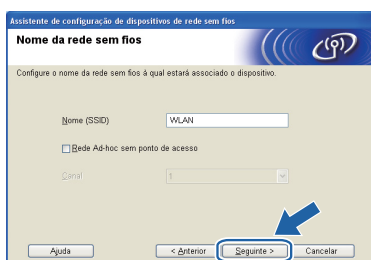 Assistente de configuração de dispositivos de rede sem fios
Nome da rede sem fios
Configure o nome da rede sem fios à qual estará associado o dispositivo.
Nome (SSID)
WLAN
Rede Ad-hoc sem ponto de acesso
Canal
1
Ajuda
< Anterior
Seguinte >
Cancelar